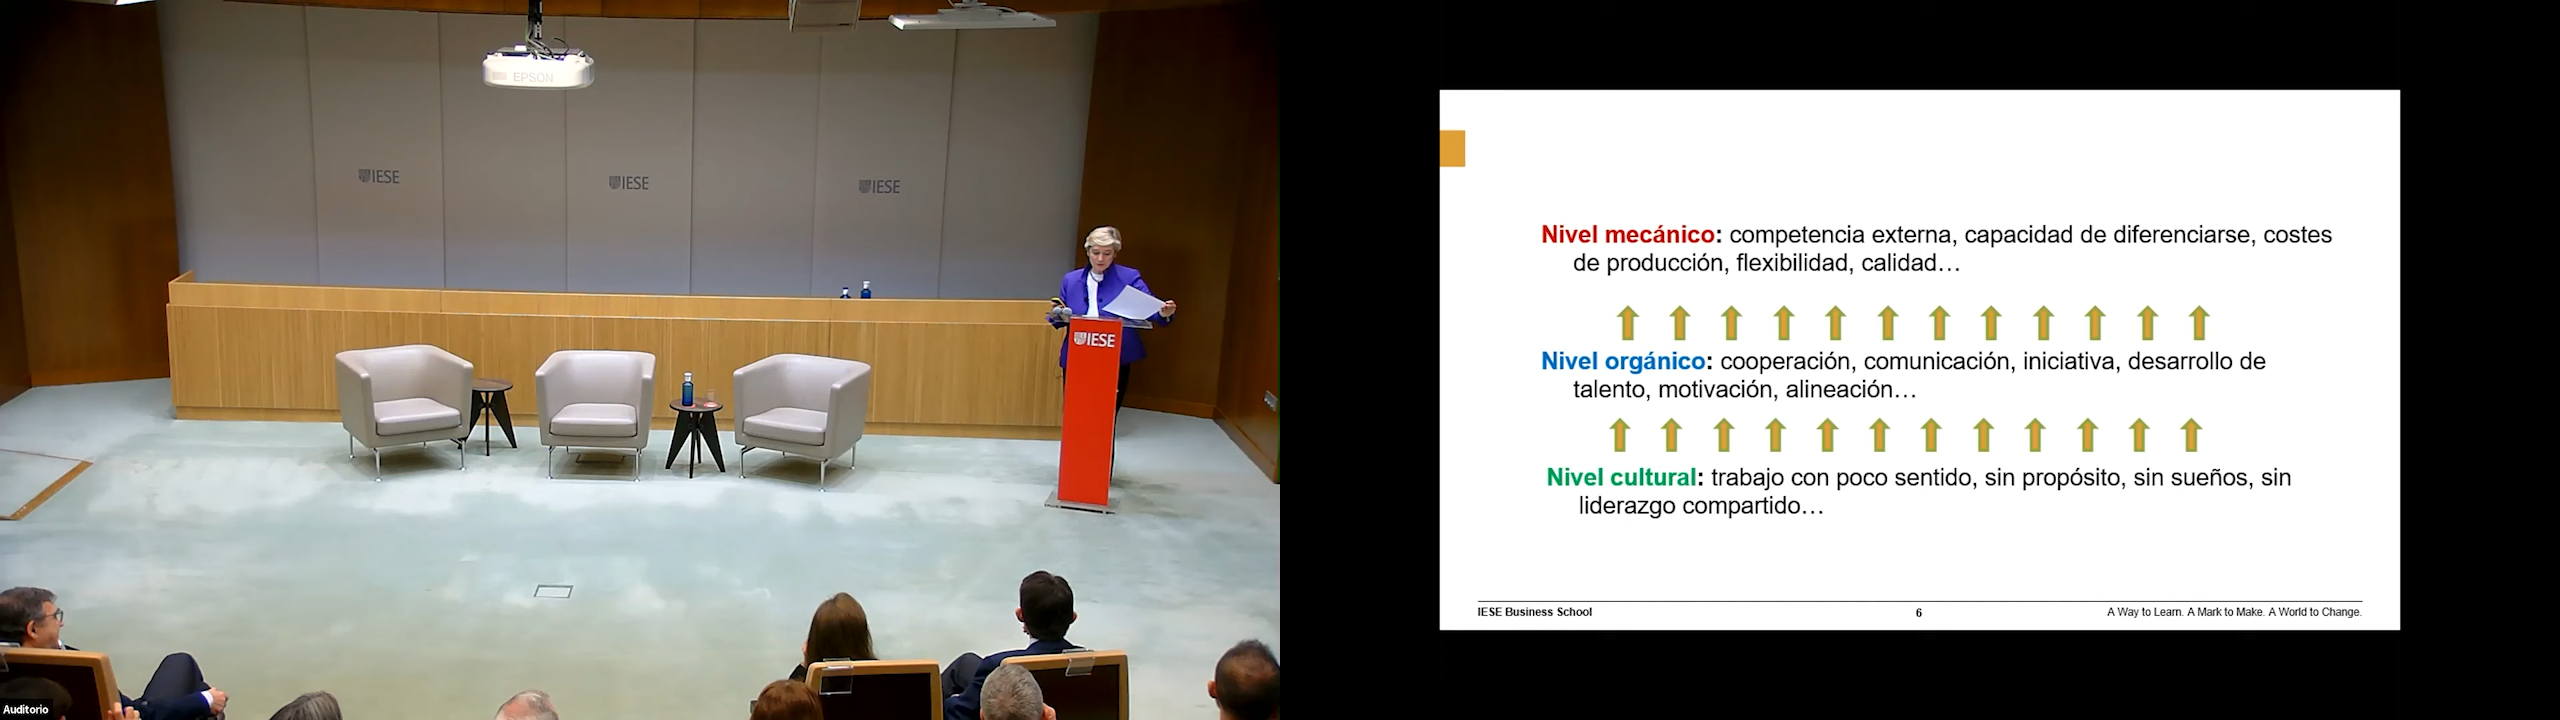 EPSON
IESE
IESE
IESE
IESE
Auditorio
Nivel mecánico: competencia externa, capacidad de diferenciarse, costes
de producción, flexibilidad, calidad…
Nivel orgánico: cooperación, comunicación, iniciativa, desarrollo de
talento, motivación, alineación…
Nivel cultural: trabajo con poco sentido, sin propósito, sin sueños, sin
liderazgo compartido…
IESE Business School
6
A Way to Learn. A Mark to Make. A World to Change.